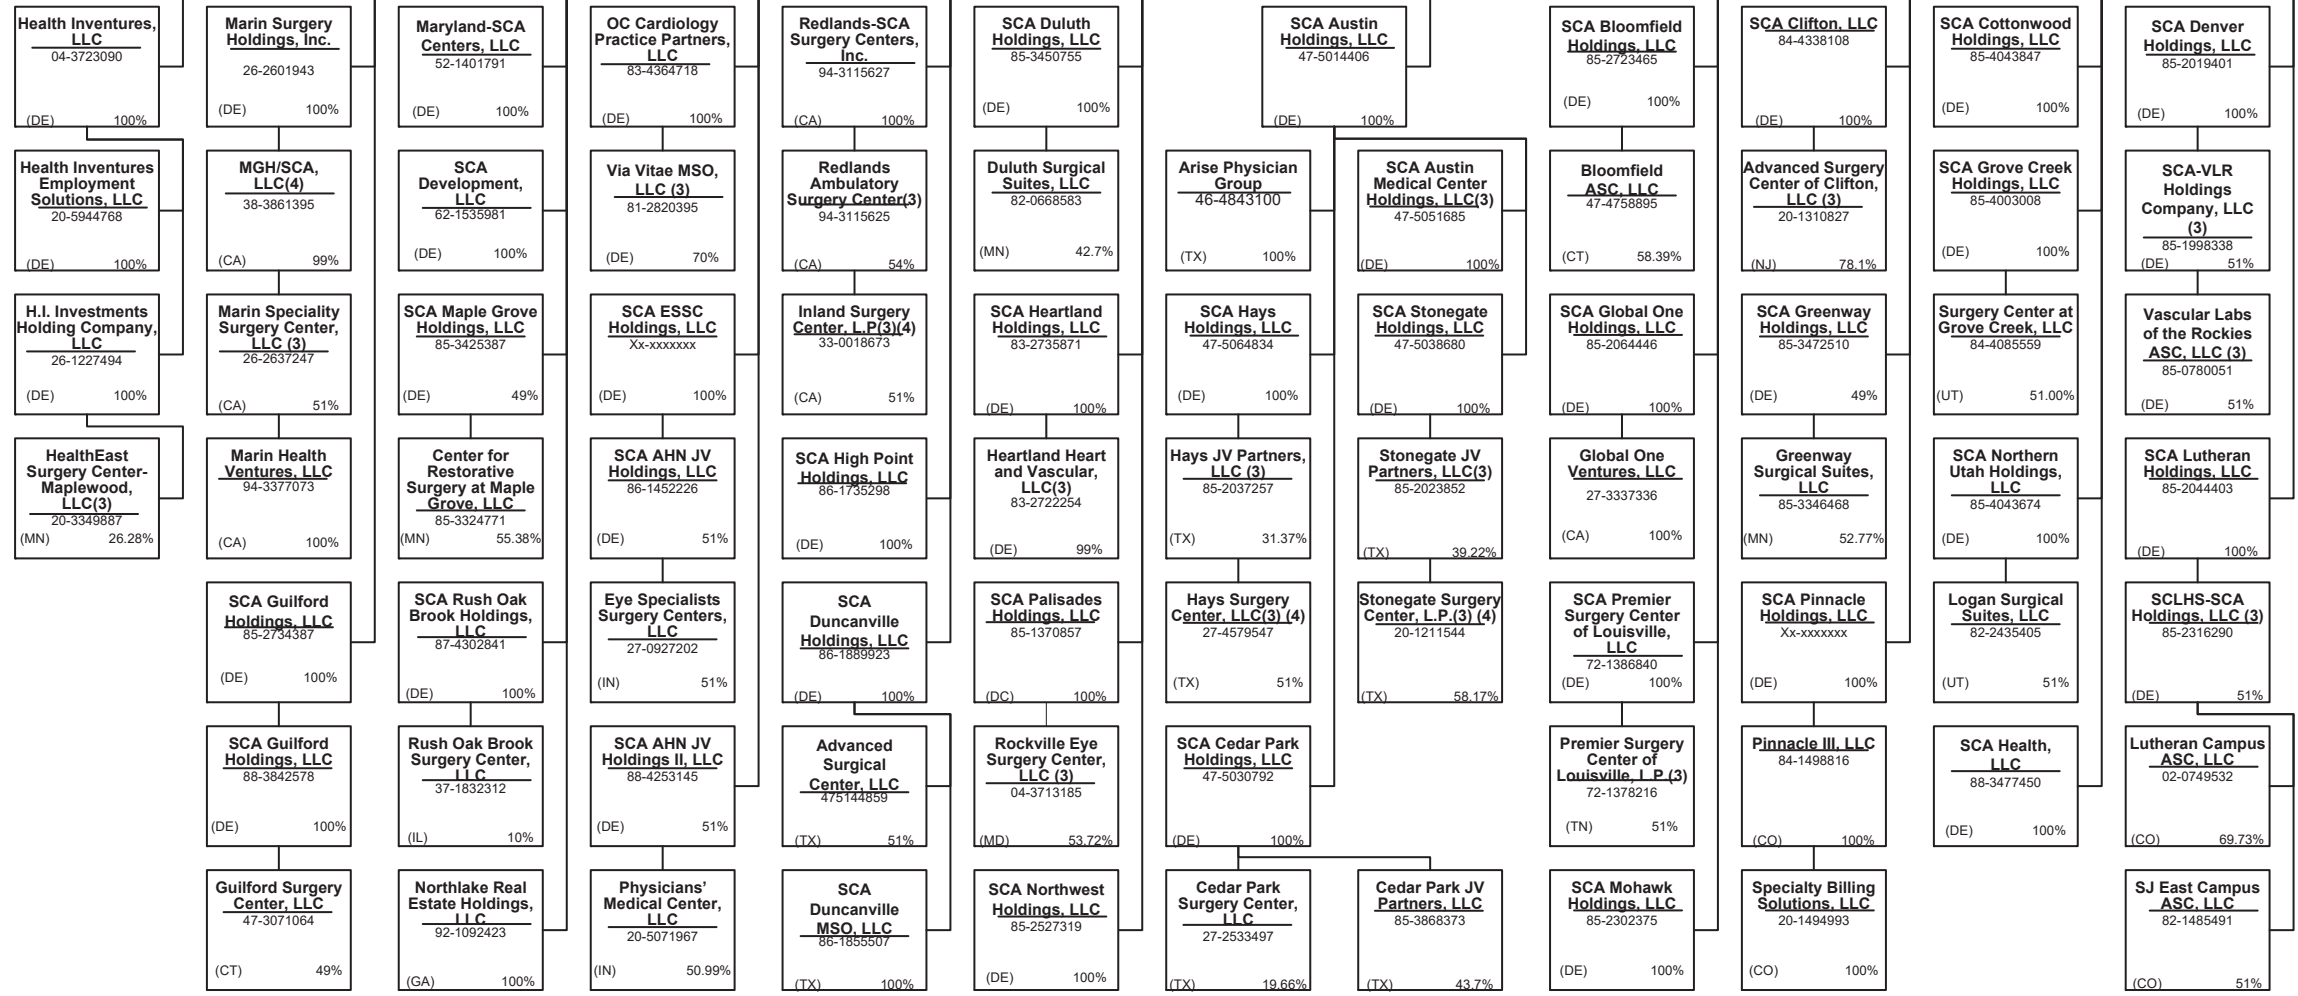 Health Inventures,
LLC
04-3723090
(DE) 100%
Marin Surgery
Holdings, Inc.
26-2601943
(DE) 100%
Maryland-SCA
Centers, LLC
52-1401791
(DE) 100%
OC Cardiology
Practice Partners,
LLC
83-4364718
(DE) 100%
Redlands-SCA
Surgery Centers,
Inc.
94-3115627
(CA) 100%
SCA Duluth
Holdings, LLC
85-3450755
(DE) 100%
SCA Austin
Holdings, LLC
47-5014406
(DE) 100%
SCA Bloomfield
Holdings, LLC
85-2723465
(DE) 100%
SCA Clifton, LLC
84-4338108
(DE) 100%
SCA Cottonwood
Holdings, LLC
85-4043847
(DE) 100%
SCA Denver
Holdings, LLC
85-2019401
(DE) 100%
Health Inventures
Employment
Solutions, LLC
20-5944768
(DE) 100%
MGH/SCA,
LLC(4)
38-3861395
(CA) 99%
SCA
Development,
LLC
62-1535981
(DE) 100%
Via Vitae MSO,
LLC (3)
81-2820395
(DE) 70%
Redlands
Ambulatory
Surgery Center(3)
94-3115625
(CA) 54%
Duluth Surgical
Suites, LLC
82-0668583
(MN) 42.7%
Arise Physician
Group
46-4843100
(TX) 100%
SCA Austin
Medical Center
Holdings, LLC(3)
47-5051685
(DE) 100%
Bloomfield
ASC, LLC
47-4758895
(CT) 58.39%
Advanced Surgery
Center of Clifton,
LLC (3)
20-1310827
(NJ) 78.1%
SCA Grove Creek
Holdings, LLC
85-4003008
(DE) 100%
SCA-VLR
Holdings
Company, LLC
(3)
85-1998338
(DE) 51%
H.I. Investments
Holding Company,
LLC
26-1227494
(DE) 100%
Marin Speciality
Surgery Center,
LLC (3)
26-2637247
(CA) 51%
SCA Maple Grove
Holdings, LLC
85-3425387
(DE) 49%
SCA ESSC
Holdings, LLC
Xx-xxxxxxx
(DE) 100%
Inland Surgery
Center, L.P(3)(4)
33-0018673
(CA) 51%
SCA Heartland
Holdings, LLC
83-2735871
(DE) 100%
SCA Hays
Holdings, LLC
47-5064834
(DE) 100%
SCA Stonegate
Holdings, LLC
47-5038680
(DE) 100%
SCA Global One
Holdings, LLC
85-2064446
(DE) 100%
SCA Greenway
Holdings, LLC
85-3472510
(DE) 49%
Surgery Center at
Grove Creek, LLC
84-4085559
(UT) 51.00%
Vascular Labs
of the Rockies
ASC, LLC (3)
85-0780051
(DE) 51%
HealthEast
Surgery Center-
Maplewood,
LLC(3)
20-3349887
(MN) 26.28%
Marin Health
Ventures, LLC
94-3377073
(CA) 100%
Center for
Restorative
Surgery at Maple
Grove, LLC
85-3324771
(MN) 55.38%
SCA AHN JV
Holdings, LLC
86-1452226
(DE) 51%
SCA High Point
Holdings, LLC
86-1735298
(DE) 100%
Heartland Heart
and Vascular,
LLC(3)
83-2722254
(DE) 99%
Hays JV Partners,
LLC (3)
85-2037257
(TX) 31.37%
Stonegate JV
Partners, LLC(3)
85-2023852
(TX) 39.22%
Global One
Ventures, LLC
27-3337336
(CA) 100%
Greenway
Surgical Suites,
LLC
85-3346468
(MN) 52.77%
SCA Northern
Utah Holdings,
LLC
85-4043674
(DE) 100%
SCA Lutheran
Holdings, LLC
85-2044403
(DE) 100%
SCA Guilford
Holdings, LLC
85-2734387
(DE) 100%
SCA Rush Oak
Brook Holdings,
LLC
87-4302841
(DE) 100%
Eye Specialists
Surgery Centers,
LLC
27-0927202
(IN) 51%
SCA
Duncanville
Holdings, LLC
86-1889923
(DE) 100%
SCA Palisades
Holdings, LLC
85-1370857
(DC) 100%
Hays Surgery
Center, LLC(3) (4)
27-4579547
(TX) 51%
Stonegate Surgery
Center, L.P.(3) (4)
20-1211544
(TX) 58.17%
SCA Premier
Surgery Center
of Louisville,
LLC
72-1386840
(DE) 100%
SCA Pinnacle
Holdings, LLC
Xx-xxxxxxx
(DE) 100%
Logan Surgical
Suites, LLC
82-2435405
(UT) 51%
SCLHS-SCA
Holdings, LLC (3)
85-2316290
(DE) 51%
SCA Guilford
Holdings, LLC
88-3842578
(DE) 100%
Rush Oak Brook
Surgery Center,
LLC
37-1832312
(IL) 10%
SCA AHN JV
Holdings II, LLC
88-4253145
(DE) 51%
Advanced
Surgical
Center, LLC
475144859
(TX) 51%
Rockville Eye
Surgery Center,
LLC (3)
04-3713185
(MD) 53.72%
SCA Cedar Park
Holdings, LLC
47-5030792
(DE) 100%
Premier Surgery
Center of
Louisville, L.P.(3)
72-1378216
(TN) 51%
Pinnacle III, LLC
84-1498816
(CO) 100%
SCA Health,
LLC
88-3477450
(DE) 100%
Lutheran Campus
ASC, LLC
02-0749532
(CO) 69.73%
Guilford Surgery
Center, LLC
47-3071064
(CT) 49%
Northlake Real
Estate Holdings,
LLC
92-1092423
(GA) 100%
Physicians’
Medical Center,
LLC
20-5071967
(IN) 50.99%
SCA
Duncanville
MSO, LLC
86-1855507
(TX) 100%
SCA Northwest
Holdings, LLC
85-2527319
(DE) 100%
Cedar Park
Surgery Center,
LLC
27-2533497
(TX) 19.66%
Cedar Park JV
Partners, LLC
85-3868373
(TX) 43.7%
SCA Mohawk
Holdings, LLC
85-2302375
(DE) 100%
Specialty Billing
Solutions, LLC
20-1494993
(CO) 100%
SJ East Campus
ASC, LLC
82-1485491
(CO) 51%